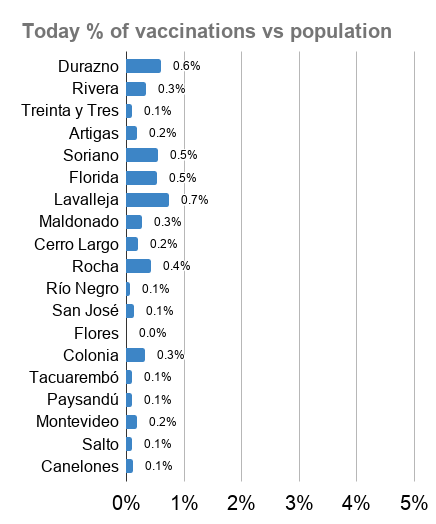 Today % of vaccinations vs population
Durazno 0.6%
Rivera 0.3%
Treinta y Tres 0.1%
Artigas 0.2%
Soriano 0.5%
Florida 0.5%
Lavalleja 0.7%
Maldonado 0.3%
Cerro Largo 0.2%
Rocha 0.4%
Río Negro 0.1%
San José 0.1%
Flores 0.0%
Colonia 0.3%
Tacuarembó 0.1%
Paysandú 0.1%
Montevideo 0.2%
Salto 0.1%
Canelones 0.1%
0% 1% 2% 3% 4% 5%